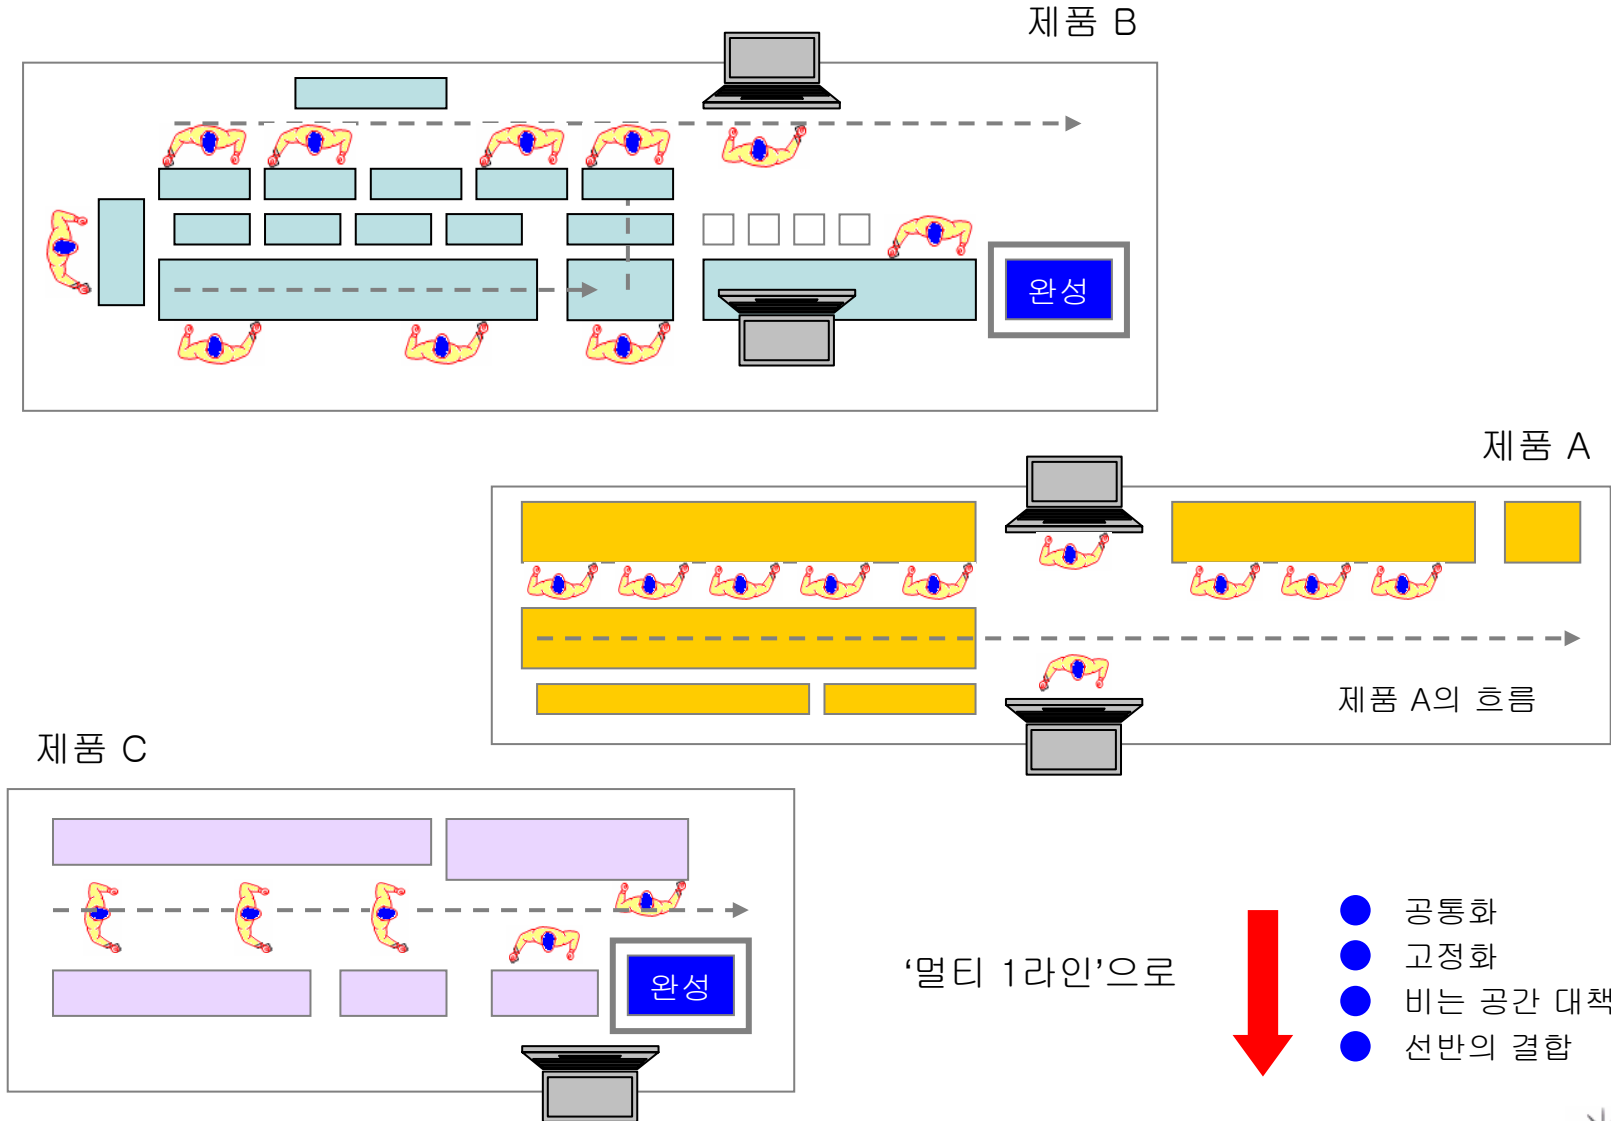 제품 B
완성
제품 A
제품 A의 흐름
제품 C
완성
‘멀티 1라인’으로
공통화
고정화
비는 공간 대책
선반의 결합